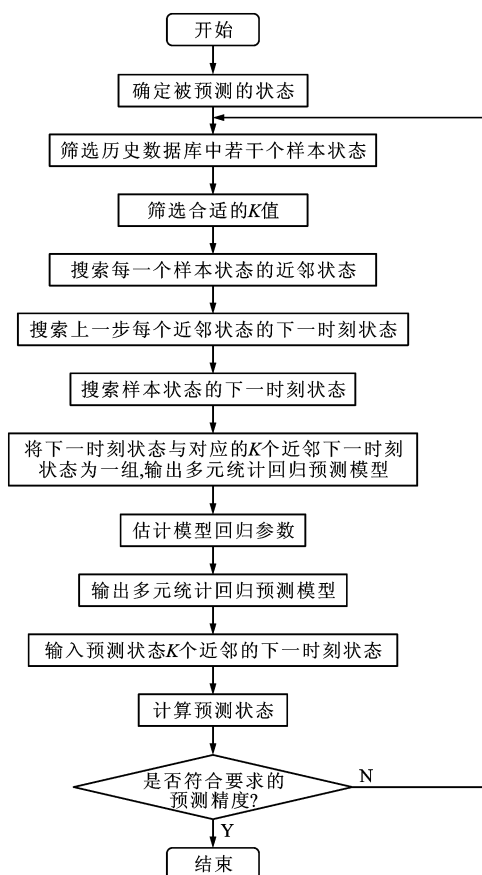 开始
确定被预测的状态
筛选历史数据库中若干个样本状态
筛选合适的K值
搜索每一个样本状态的近邻状态
搜索上一步每个近邻状态的下一时刻状态
搜索样本状态的下一时刻状态
将下一时刻状态与对应的K个近邻下一时刻
状态为一组,输出多元统计回归预测模型
估计模型回归参数
输出多元统计回归预测模型
输入预测状态K个近邻的下一时刻状态
计算预测状态
是否符合要求的
预测精度?
N
Y
结束